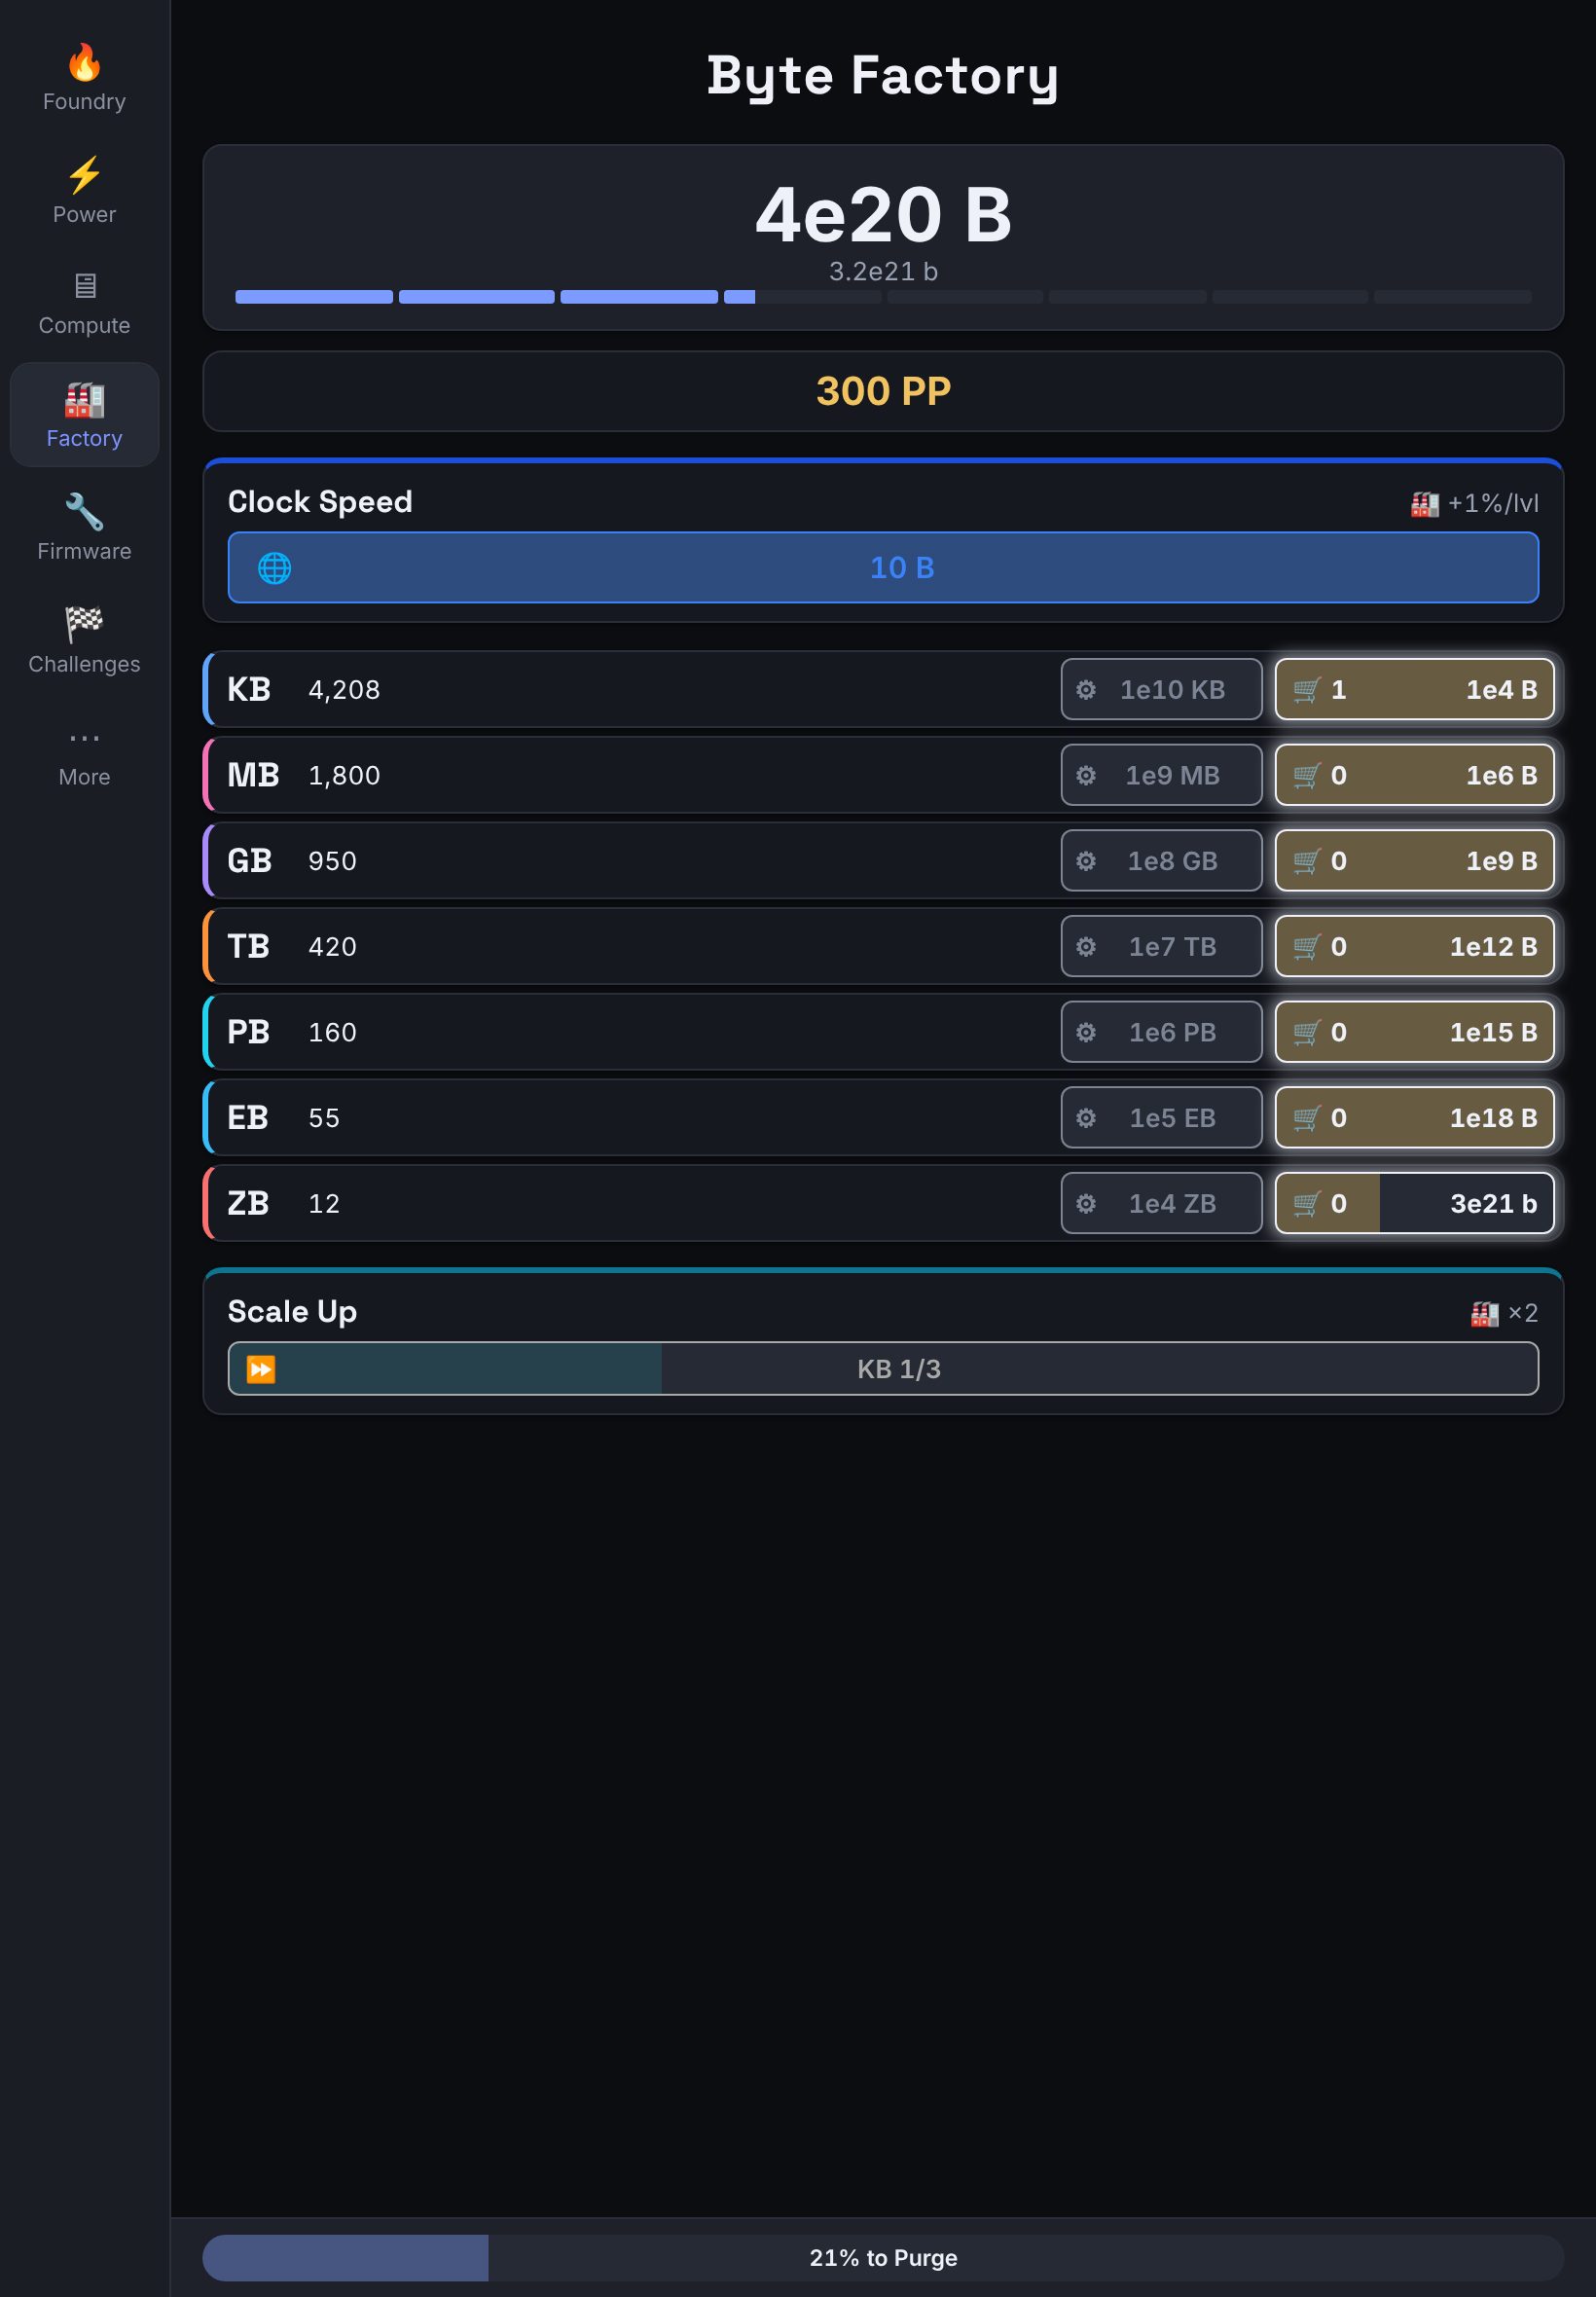 Foundry
Power
Compute
Factory
Firmware
Challenges
... More
Byte Factory
4e20 B
3.2e21 b
300 PP
Clock Speed +1%/lvl
10 B
KB 4,208 1e10 KB 1 1e4 B
MB 1,800 1e9 MB 0 1e6 B
GB 950 1e8 GB 0 1e9 B
TB 420 1e7 TB 0 1e12 B
PB 160 1e6 PB 0 1e15 B
EB 55 1e5 EB 0 1e18 B
ZB 12 1e4 ZB 0 3e21 b
Scale Up ×2
KB 1/3
21% to Purge